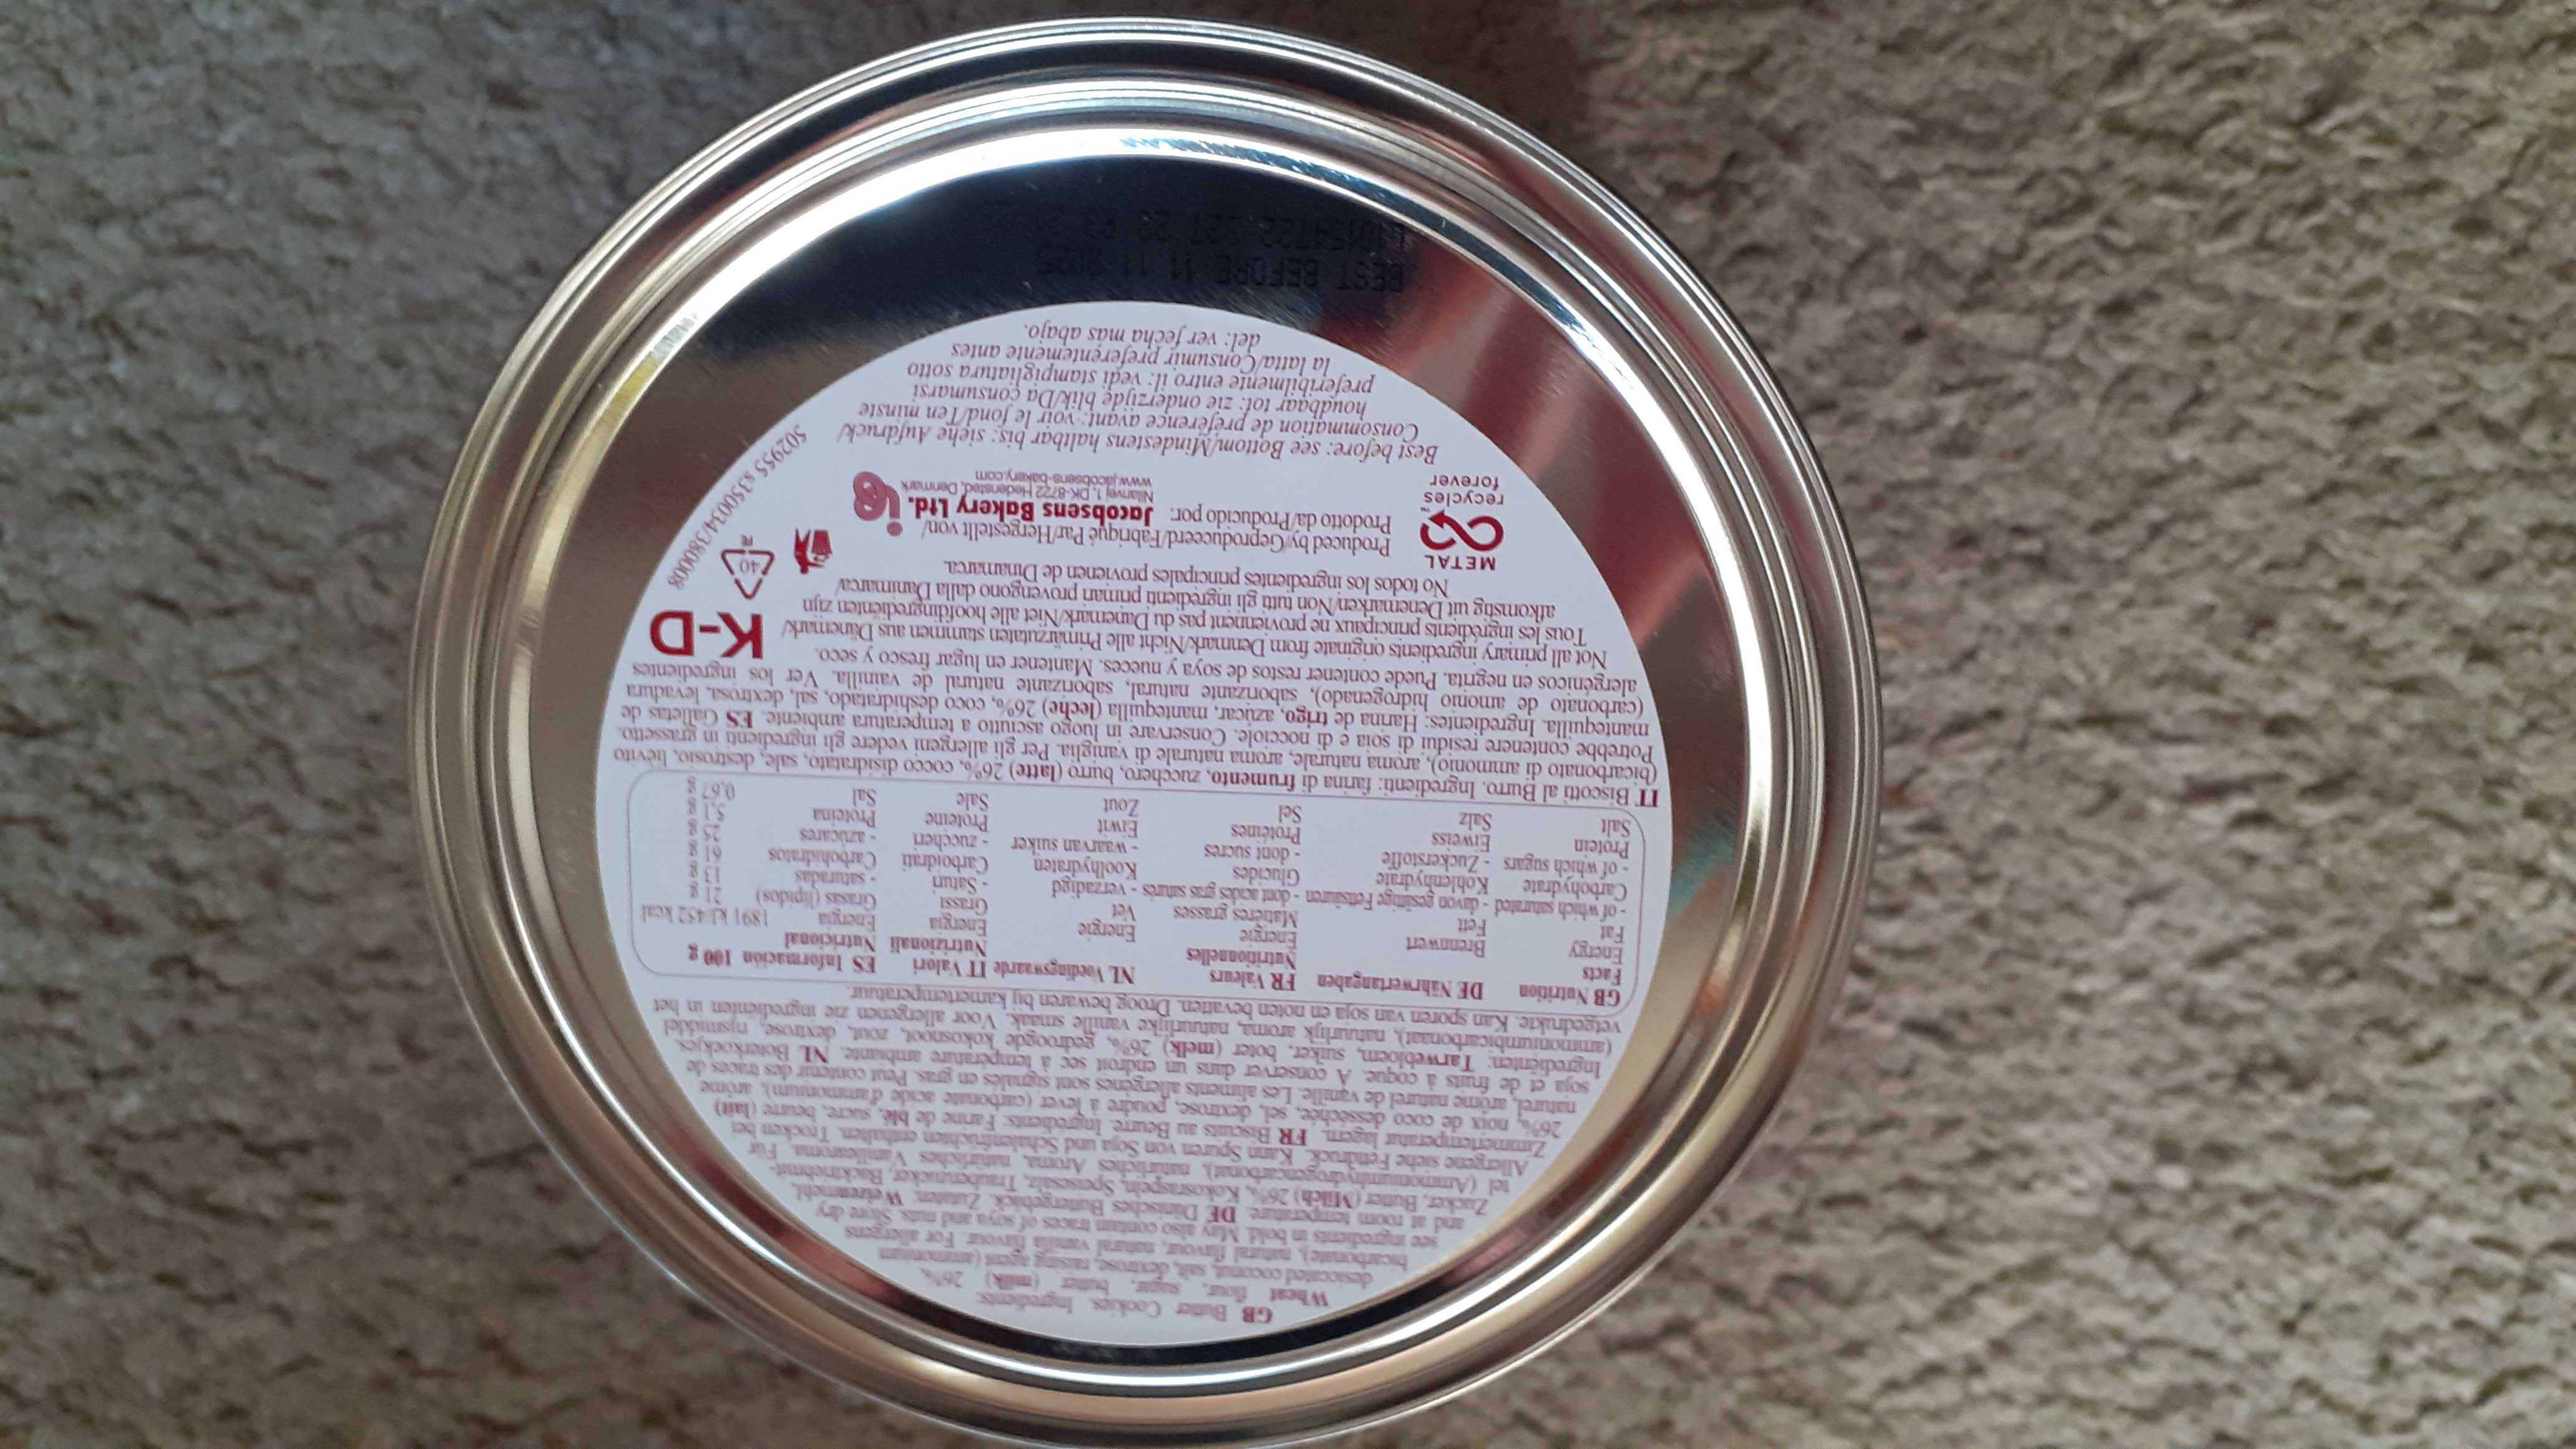 GB Butter Cookies. Ingredients:
Wheat flour, sugar, butter (milk) 26%,
desiccated coconut, salt, dextrose, raising agent (ammonium
bicarbonate), natural flavour, natural vanilla flavour. For allergens
see ingredients in bold. May also contain traces of soya and nuts. Store dry
and at room temperature. DE Dänisches Buttergebäck. Zutaten: Weizenmehl,
Zucker, Butter (Milch) 26%, Kokosraspeln, Speisesalz, Traubenzucker, Backtriebmit-
tel (Ammoniumhydrogencarbonat), natürliches Aroma, natürliches Vanillearoma. Für
Allergene siehe Fettdruck. Kann Spuren von Soja und Schalenfrüchten enthalten. Trocken bei
Zimmertemperatur lagern. FR Biscuits au Beurre. Ingrédients: Farine de blé, sucre, beurre (lait)
26%, noix de coco desséchée, sel, dextrose, poudre à lever (carbonate acide d'ammonium), arôme
naturel, arôme naturel de vanille. Les aliments allergènes sont signalés en gras. Peut contenir des traces de
soja et de fruits à coque. À conserver dans un endroit sec à température ambiante. NL Boterkoekjes.
Ingrediënten: Tarwebloem, suiker, boter (melk) 26%, gedroogde kokosnoot, zout, dextrose, rijsmiddel
(ammoniumbicarbonaat), natuurlijk aroma, natuurlijke vanille smaak. Voor allergenen zie ingrediënten in het
vetgedrukte. Kan sporen van soja en noten bevatten. Droog bewaren bij kamertemperatuur.
GB Nutrition DE Nährwertangaben FR Valeurs NL Voedingswaarde IT Valori ES Información 100 g
Facts Nutritionnelles Nutrizionali Nutricional
Energy Brennwert Énergie Energie Energia Energía 1891 kJ/452 kcal
Fat Fett Matières grasses Vet Grassi Grasas (lípidos) 21 g
- of which saturated - davon gesättigte Fettsäuren - dont acides gras saturés - verzadigd - Saturi - saturadas 13 g
Carbohydrate Kohlenhydrate Glucides Koolhydraten Carboidrati Carbohidratos 61 g
- of which sugars - Zuckerstoffe - dont sucres - waarvan suiker - zuccheri - azúcares 25 g
Protein Eiweiss Protéines Eiwit Proteine Proteína 5,1 g
Salt Salz Sel Zout Sale Sal 0,67 g
IT Biscotti al Burro. Ingredienti: farina di frumento, zucchero, burro (latte) 26%, cocco disidratato, sale, destrosio, lievito
(bicarbonato di ammonio), aroma naturale, aroma naturale di vaniglia. Per gli allergeni vedere gli ingredienti in grassetto.
Potrebbe contenere residui di soia e di nocciole. Conservare in luogo asciutto a temperatura ambiente. ES Galletas de
mantequilla. Ingredientes: Harina de trigo, azúcar, mantequilla (leche) 26%, coco deshidratado, sal, dextrosa, levadura
(carbonato de amonio hidrogenado), saborizante natural, saborizante natural de vainilla. Ver los ingredientes
alergénicos en negrita. Puede contener restos de soya y nueces. Mantener en lugar fresco y seco.
Not all primary ingredients originate from Denmark/Nicht alle Primärzutaten stammen aus Dänemark/
Tous les ingrédients principaux ne proviennent pas du Danemark/Niet alle hoofdingrediënten zijn
afkomstig uit Denemarken/Non tutti gli ingredienti primari provengono dalla Danimarca/
No todos los ingredientes principales provienen de Dinamarca.
K-D
METAL
recycles
forever
Produced by/Geproduceerd/Fabriqué Par/Hergestellt von/
Prodotto da/Producido por:
Jacobsens Bakery Ltd.
Nilanvej 1, DK-8722 Hedensted, Denmark
www.jacobsens-bakery.com
40
FE
502955 s350034/380008
Best before: see Bottom/Mindestens haltbar bis: siehe Aufdruck/
Consommation de préférence avant: voir le fond/Ten minste
houdbaar tot: zie onderzijde blik/Da consumarsi
preferibilmente entro il: vedi stampigliatura sotto
la latta/Consumir preferentemente antes
del: ver fecha más abajo.
BEST BEFORE 11 11 2025